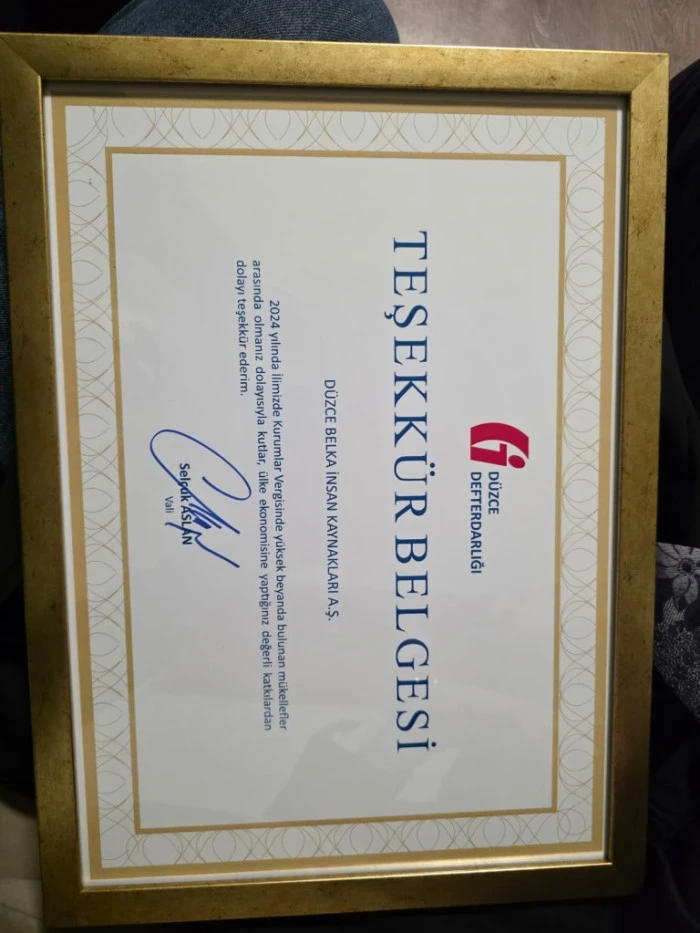 DÜZCE
DEFTERDARLIĞI
TEŞEKKÜR BELGESİ
DÜZCE BELKA İNSAN KAYNAKLARI A.Ş.
2024 yılında İlimizde Kurumlar Vergisinde yüksek beyanda bulunan mükellefler
arasında olmanız dolayısıyla kutlar, ülke ekonomisine yaptığınız değerli katkılardan
dolayı teşekkür ederim.
Selçuk ASLAN
Vali